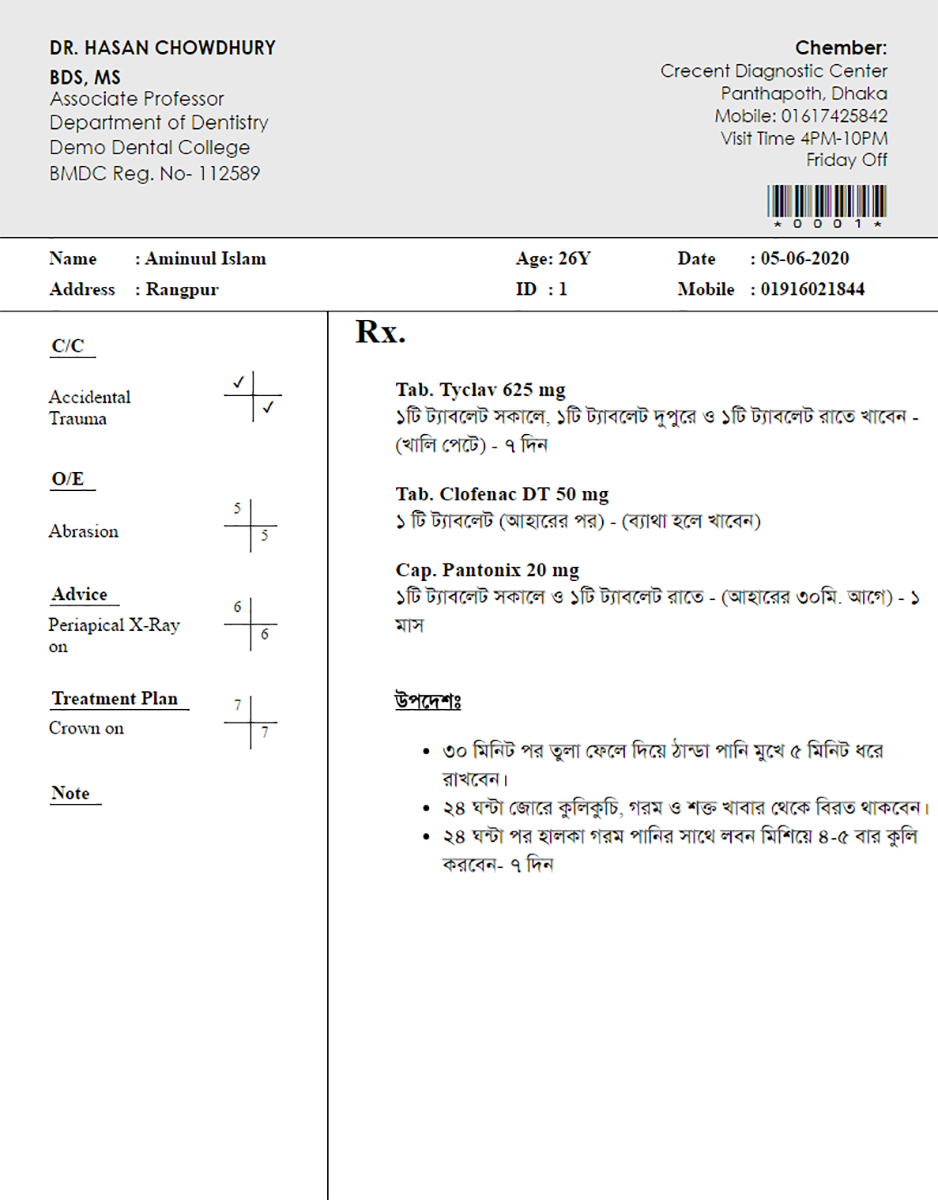 DR. HASAN CHOWDHURY
BDS, MS
Associate Professor
Department of Dentistry
Demo Dental College
BMDC Reg. No- 112589
Chember:
Crecent Diagnostic Center
Panthapoth, Dhaka
Mobile: 01617425842
Visit Time 4PM-10PM
Friday Off
* 0 0 0 1 *
Name : Aminuul Islam Age: 26Y Date : 05-06-2020
Address : Rangpur ID : 1 Mobile : 01916021844
C/C
Accidental ✓
Trauma ✓
O/E
5
Abrasion 5
Advice
6
Periapical X-Ray 6
on
Treatment Plan
7
Crown on 7
Note
Rx.
Tab. Tyclav 625 mg
১টি ট্যাবলেট সকালে, ১টি ট্যাবলেট দুপুরে ও ১টি ট্যাবলেট রাতে খাবেন -
(খালি পেটে) - ৭ দিন
Tab. Clofenac DT 50 mg
১ টি ট্যাবলেট (আহারের পর) - (ব্যাথা হলে খাবেন)
Cap. Pantonix 20 mg
১টি ট্যাবলেট সকালে ও ১টি ট্যাবলেট রাতে - (আহারের ৩০মি. আগে) - ১
মাস
উপদেশঃ
• ৩০ মিনিট পর তুলা ফেলে দিয়ে ঠান্ডা পানি মুখে ৫ মিনিট ধরে
রাখবেন।
• ২৪ ঘন্টা জোরে কুলিকুচি, গরম ও শক্ত খাবার থেকে বিরত থাকবেন।
• ২৪ ঘন্টা পর হালকা গরম পানির সাথে লবন মিশিয়ে ৪-৫ বার কুলি
করবেন- ৭ দিন